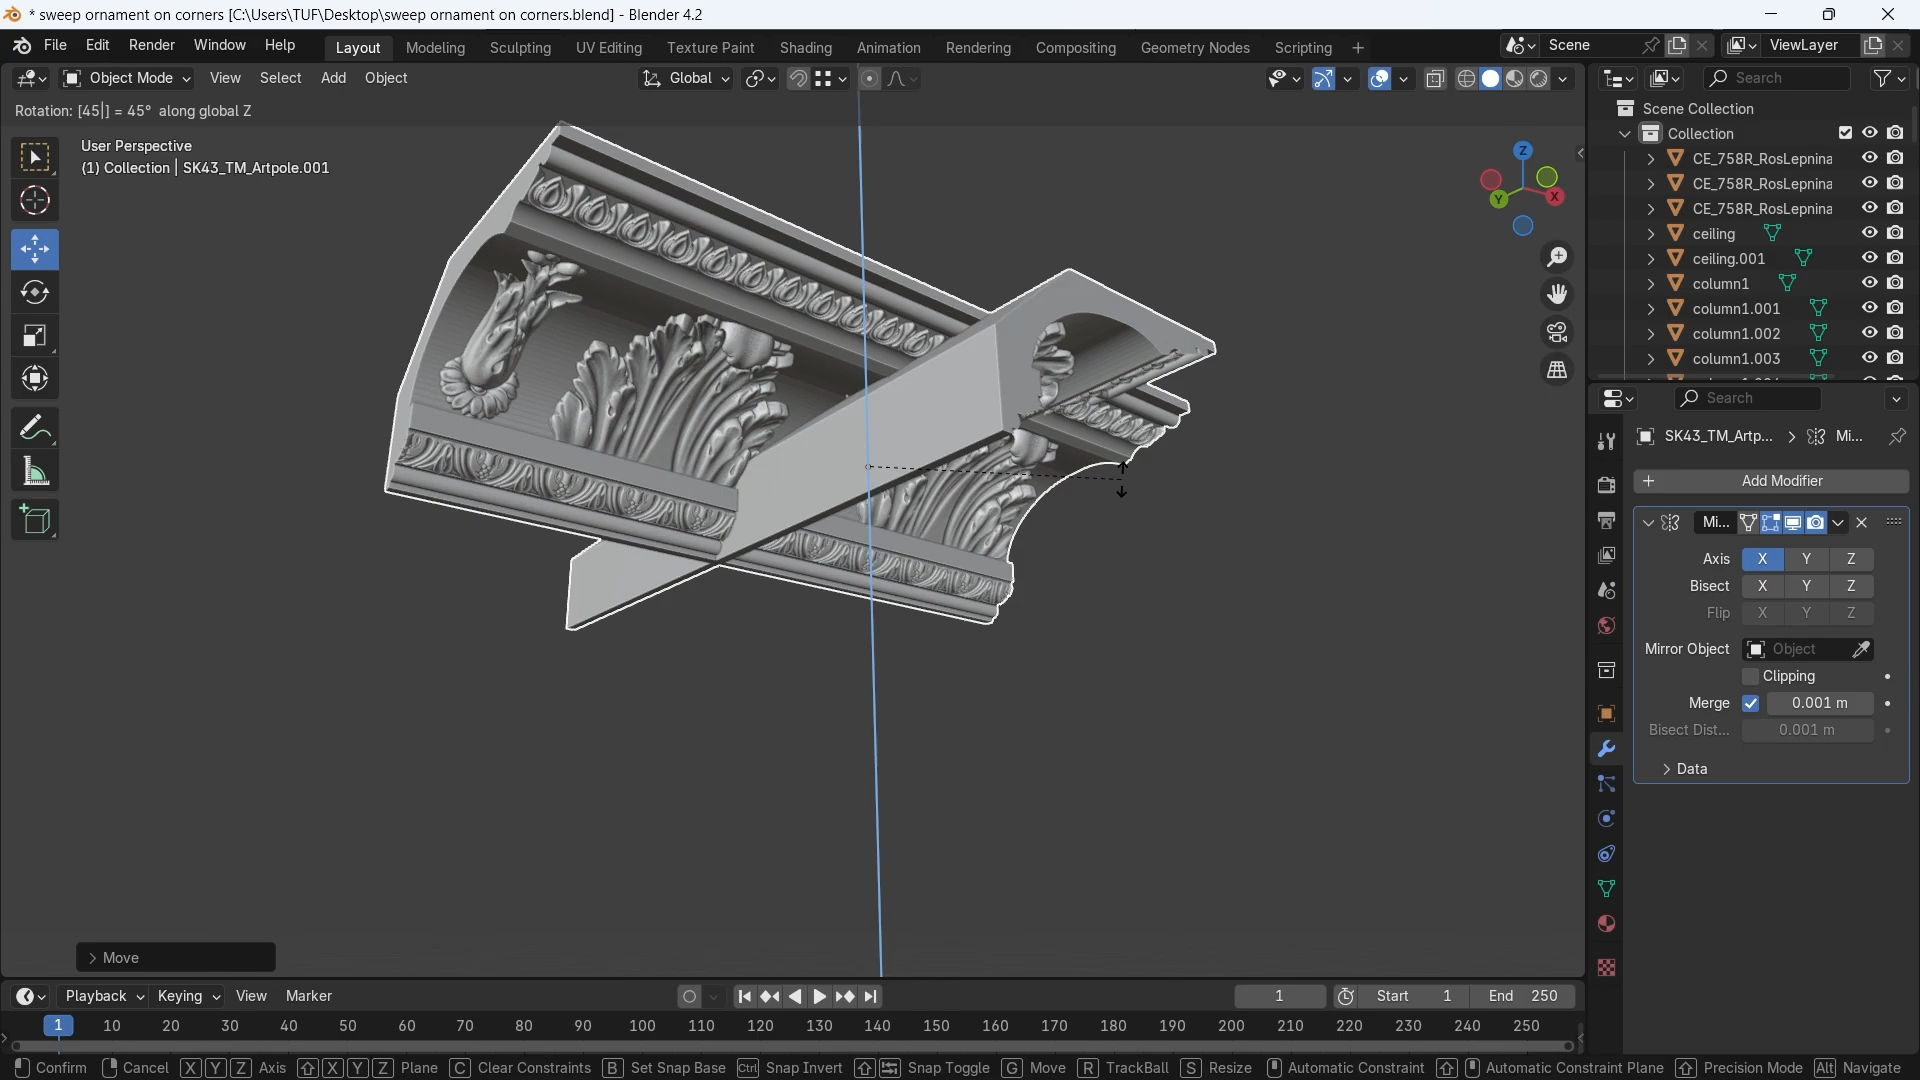 * sweep ornament on corners [C:\Users\TUF\Desktop\sweep ornament on corners.blend] - Blender 4.2
File Edit Render Window Help Layout Modeling Sculpting UV Editing Texture Paint Shading Animation Rendering Compositing Geometry Nodes Scripting + Scene ViewLayer
Object Mode View Select Add Object Global Search
Rotation: [45|] = 45° along global Z
Scene Collection
Collection
User Perspective
(1) Collection | SK43_TM_Artpole.001
Z
Y
X
CE_758R_RosLepnina
CE_758R_RosLepnina
CE_758R_RosLepnina
ceiling
ceiling.001
column1
column1.001
column1.002
column1.003
Search
SK43_TM_Artp... > Mi...
+ Add Modifier
Mi...
Axis X Y Z
Bisect X Y Z
Flip X Y Z
Mirror Object Object
Clipping
Merge 0.001 m
Bisect Dist... 0.001 m
> Data
> Move
Playback Keying View Marker 1 Start 1 End 250
1 10 20 30 40 50 60 70 80 90 100 110 120 130 140 150 160 170 180 190 200 210 220 230 240 250
Confirm Cancel X Y Z Axis X Y Z Plane C Clear Constraints B Set Snap Base Ctrl Snap Invert Snap Toggle G Move R TrackBall S Resize Automatic Constraint Automatic Constraint Plane Precision Mode Alt Navigate